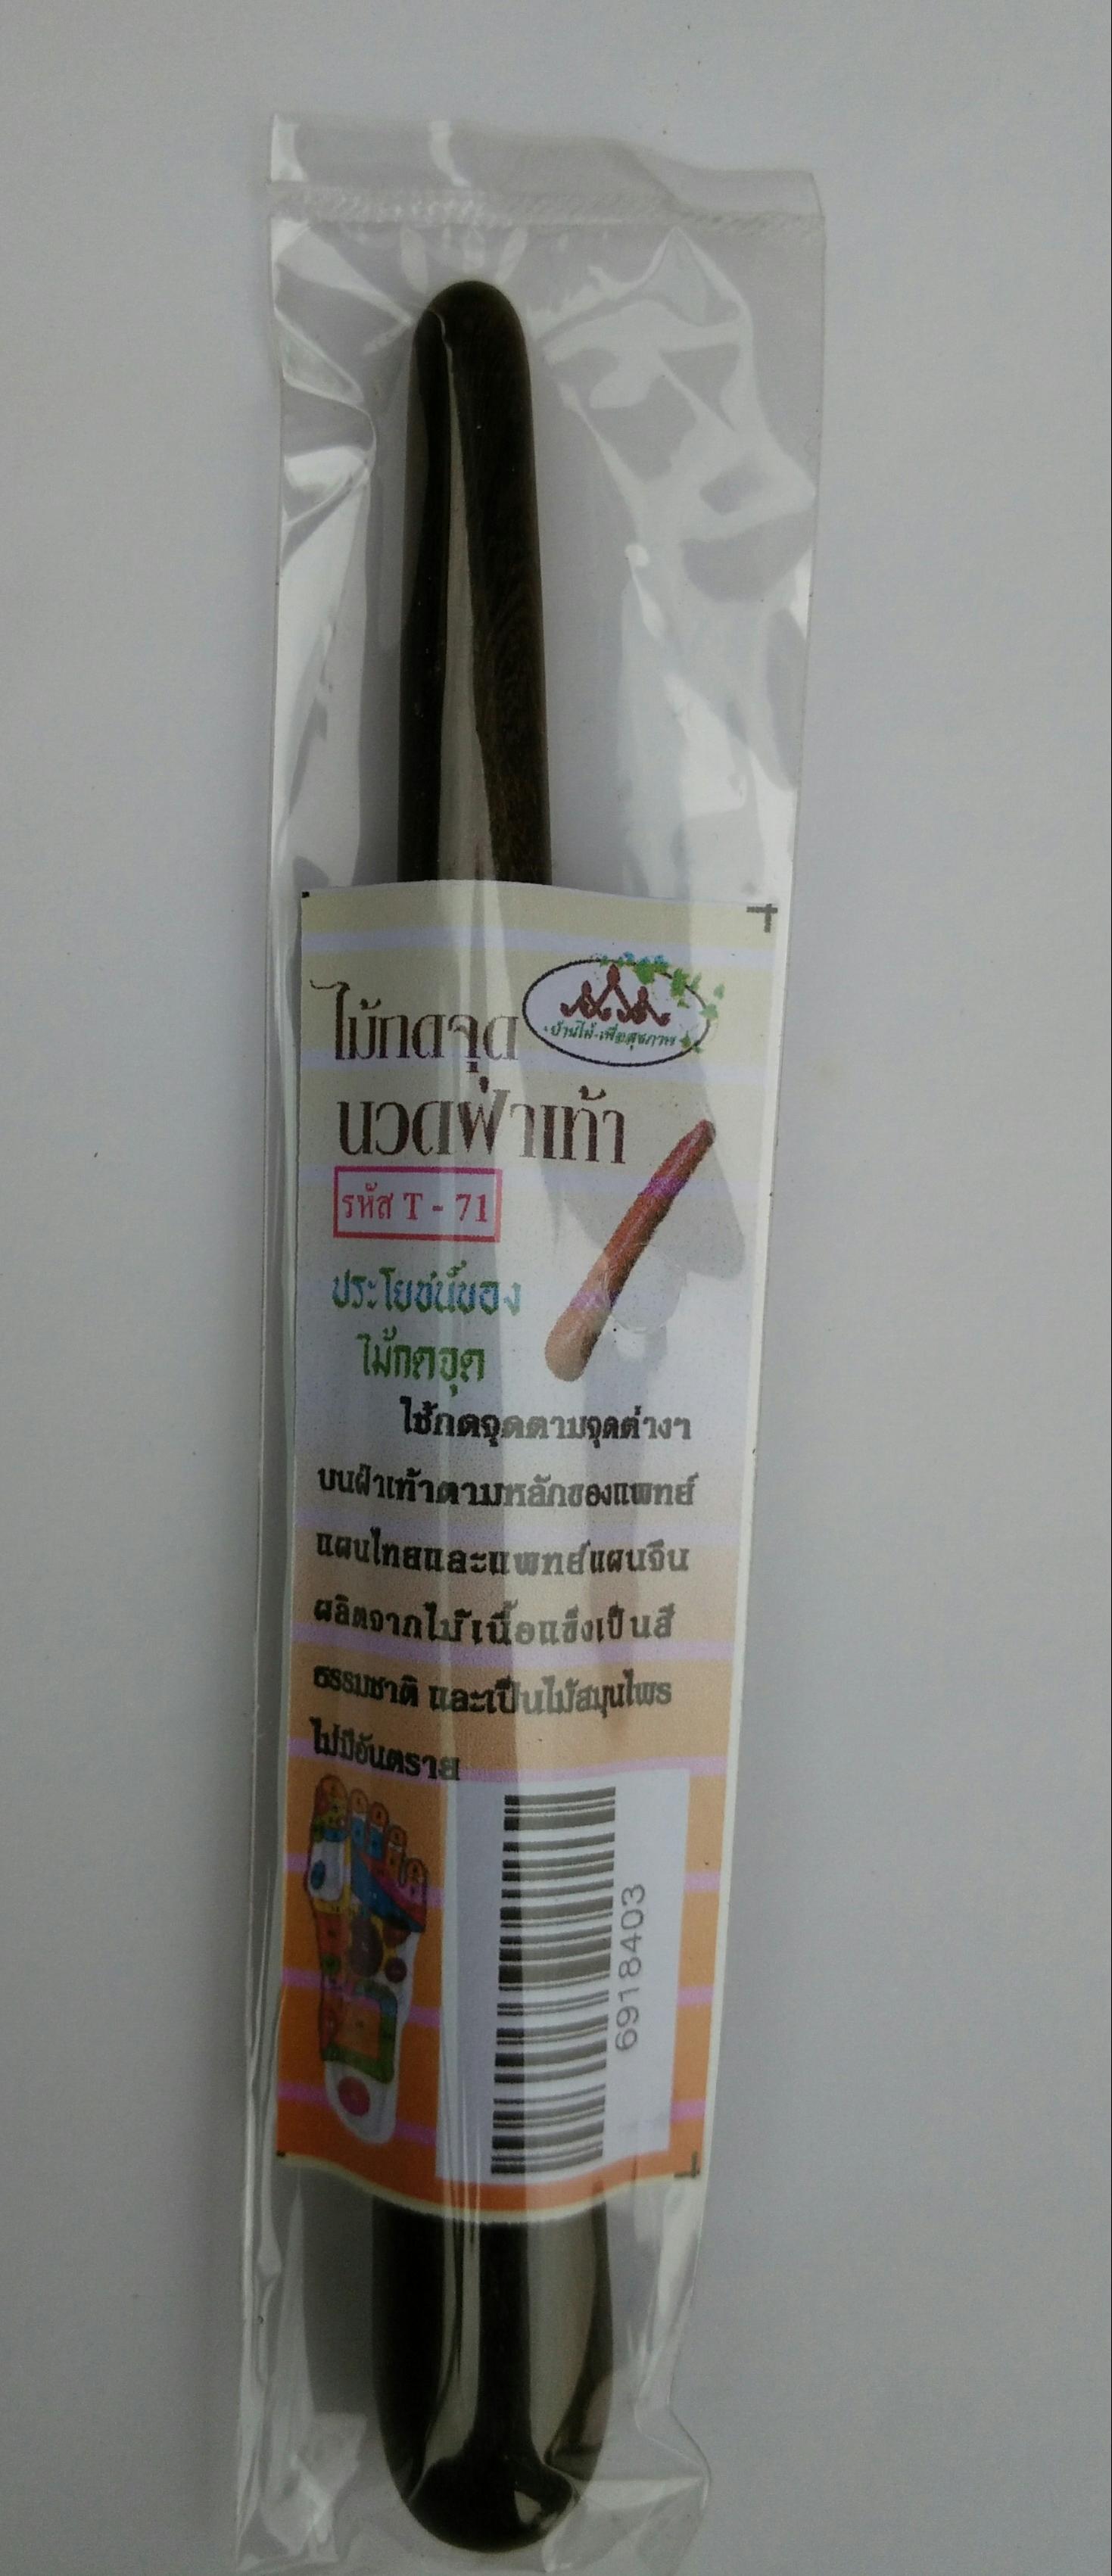 ไม้กดจุด
บ้านไม้เพื่อสุขภาพ
นวดฝ่าเท้า
รหัส T - 71
ประโยชน์ของ
ไม้กดจุด
ใช้กดจุดตามจุดต่างๆ
บนฝ่าเท้าตามหลักของแพทย์
แผนไทยและแพทย์แผนจีน
ผลิตจากไม้เนื้อแข็งเป็นสี
ธรรมชาติ และเป็นไม้สมุนไพร
ไม่มีอันตราย
6918403